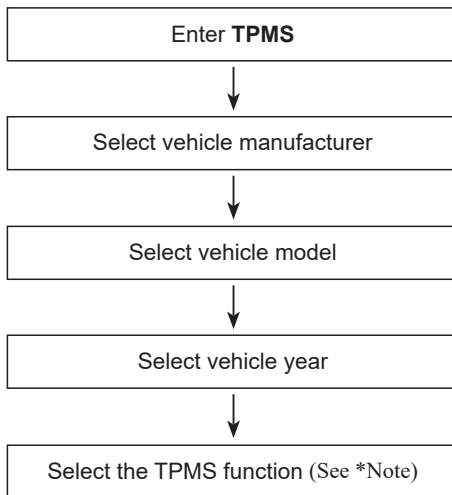 Enter TPMS
Select vehicle manufacturer
Select vehicle model
Select vehicle year
Select the TPMS function (See *Note)